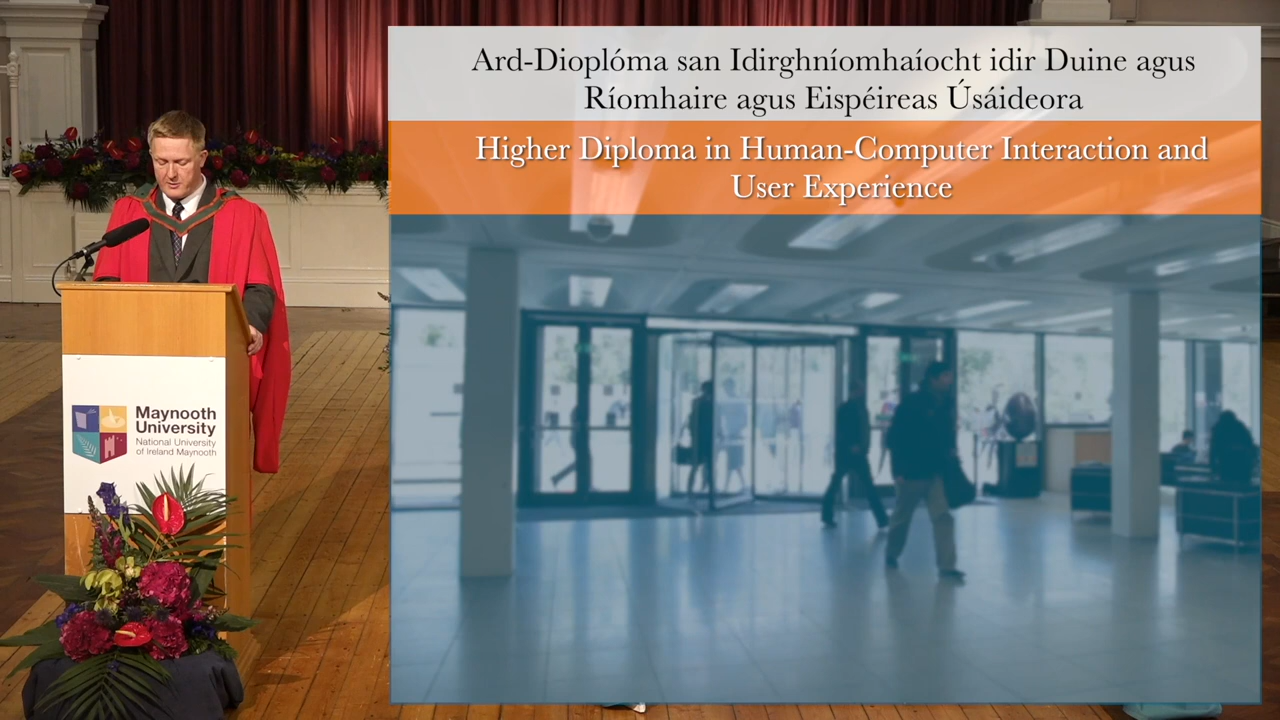 Ard-Dioplóma san Idirghníomhaíocht idir Duine agus
Ríomhaire agus Eispéireas Úsáideora
Higher Diploma in Human-Computer Interaction and
User Experience
Maynooth
University
National University
of Ireland Maynooth